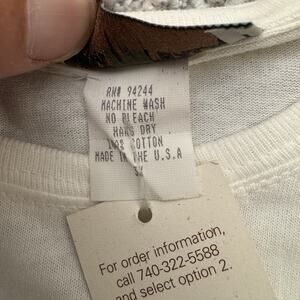 RN# 94244
MACHINE WASH
NO BLEACH
HANG DRY
100% COTTON
MADE IN THE U.S.A
For order information,
call 740-322-5588
and select option 2.